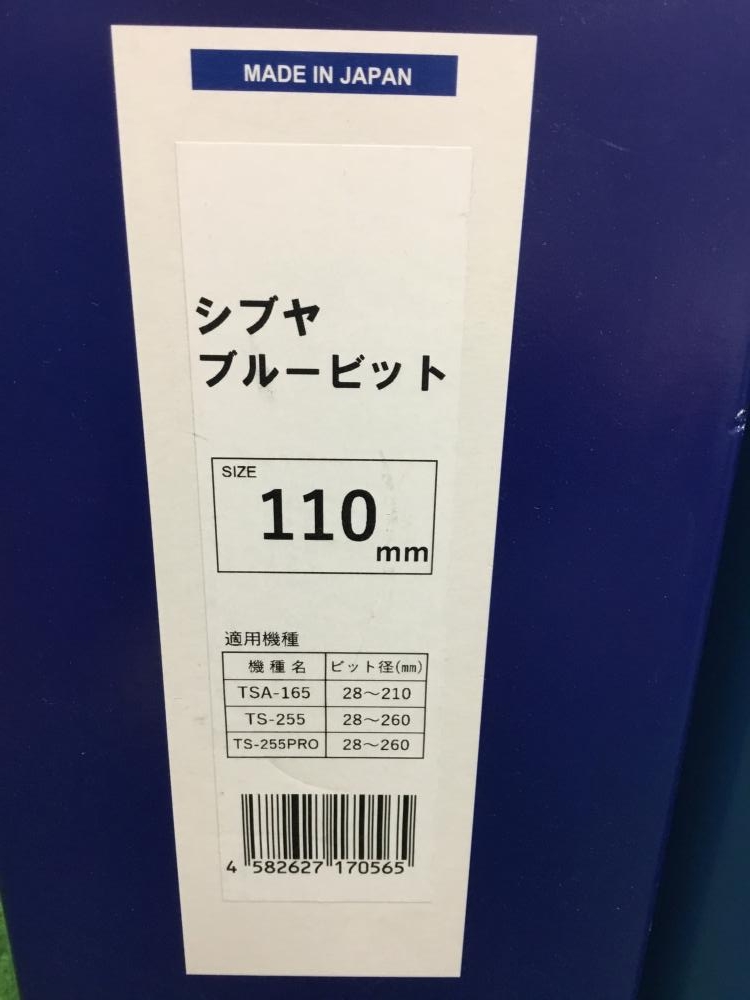 MADE IN JAPAN
シブヤ
ブルービット
SIZE
110mm
適用機種
機種名 ビット径(㎜)
TSA-165 28～210
TS-255 28～260
TS-255PRO 28～260
4 582627 170565